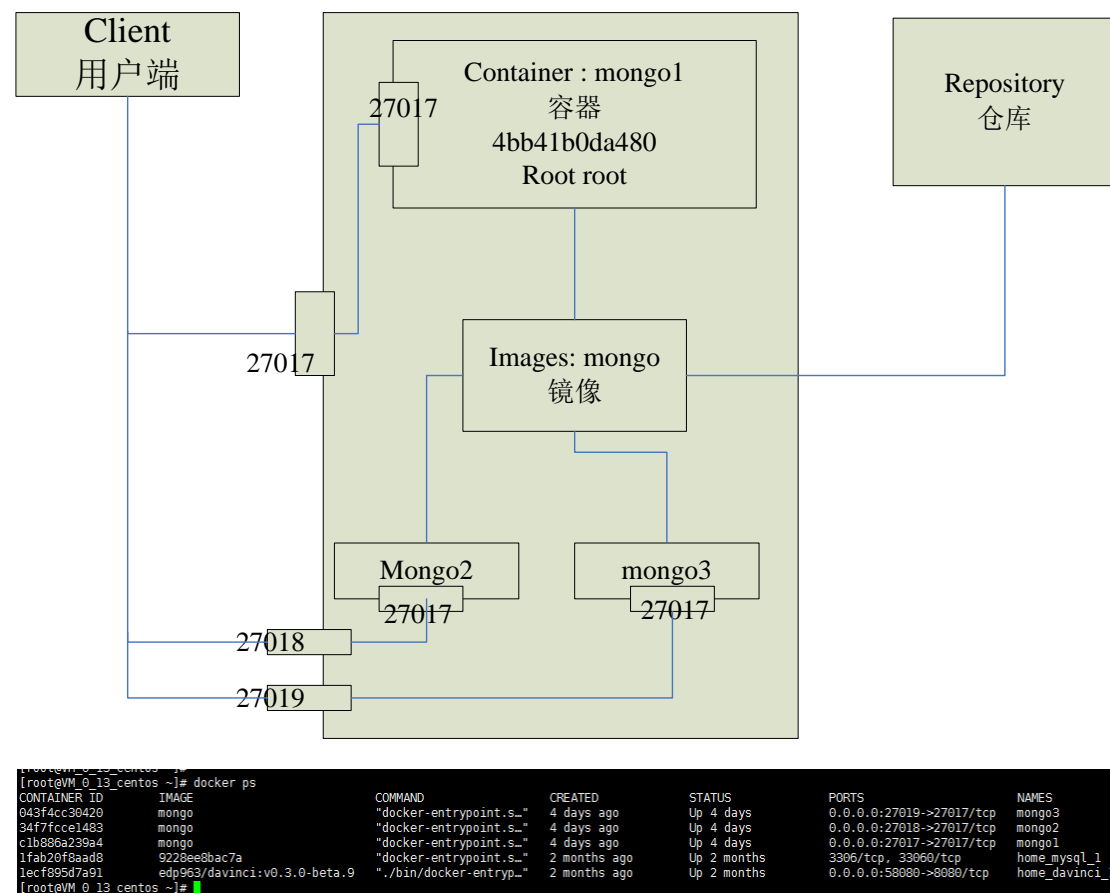 Client
用户端
Container : mongo1
容器
4bb41b0da480
Root root
27017
Repository
仓库
27017
Images: mongo
镜像
Mongo2
27017
mongo3
27017
27018
27019
[root@VM_0_13_centos ~]#
[root@VM_0_13_centos ~]# docker ps
CONTAINER ID IMAGE COMMAND CREATED STATUS PORTS NAMES
043f4cc30420 mongo "docker-entrypoint.s…" 4 days ago Up 4 days 0.0.0.0:27019->27017/tcp mongo3
34f7fcce1483 mongo "docker-entrypoint.s…" 4 days ago Up 4 days 0.0.0.0:27018->27017/tcp mongo2
c1b886a239a4 mongo "docker-entrypoint.s…" 4 days ago Up 4 days 0.0.0.0:27017->27017/tcp mongo1
1fab20f8aad8 9228ee8bac7a "docker-entrypoint.s…" 2 months ago Up 2 months 3306/tcp, 33060/tcp home_mysql_1
1ecf895d7a91 edp963/davinci:v0.3.0-beta.9 "./bin/docker-entryp…" 2 months ago Up 2 months 0.0.0.0:58080->8080/tcp home_davinci_
[root@VM_0_13_centos ~]#